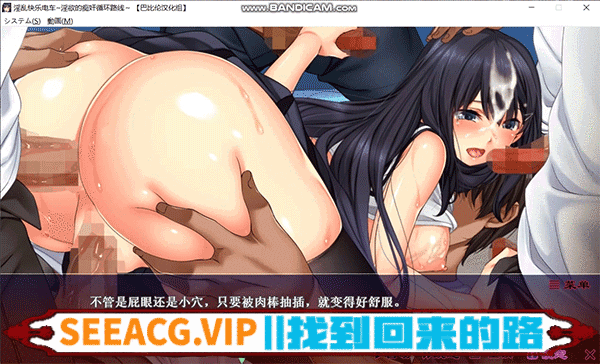 淫乱快乐电车~淫欲的痴奸循环路线~ 【巴比伦汉化组】
www.BANDICAM.com
システム(S) 動画(M)
菜单
不管是屁眼还是小穴，只要被肉棒抽插，就变得好舒服。
SEEACG.VIP||找到回来的路